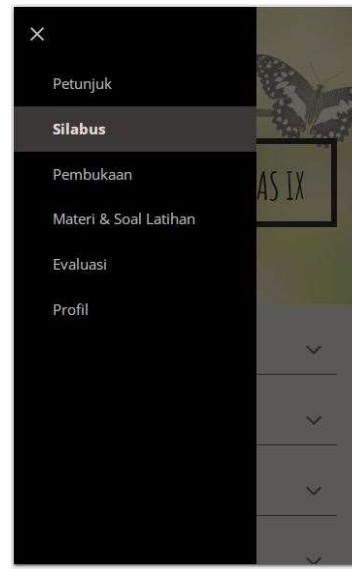 Petunjuk
Silabus
Pembukaan
AS IX
Materi & Soal Latihan
Evaluasi
Profil